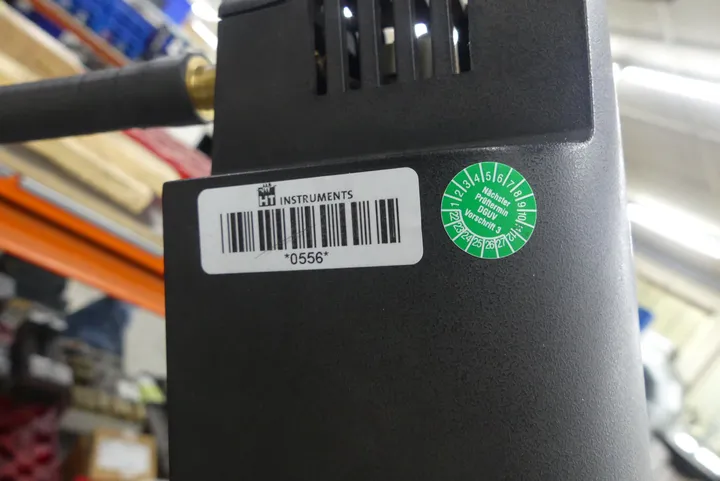 HT INSTRUMENTS
*0556*
1 2 3 4 5 6 7 8 9 10 11 12
Nächster
Prüftermin
DGUV
Vorschrift 3
22 23 24 25 26 27